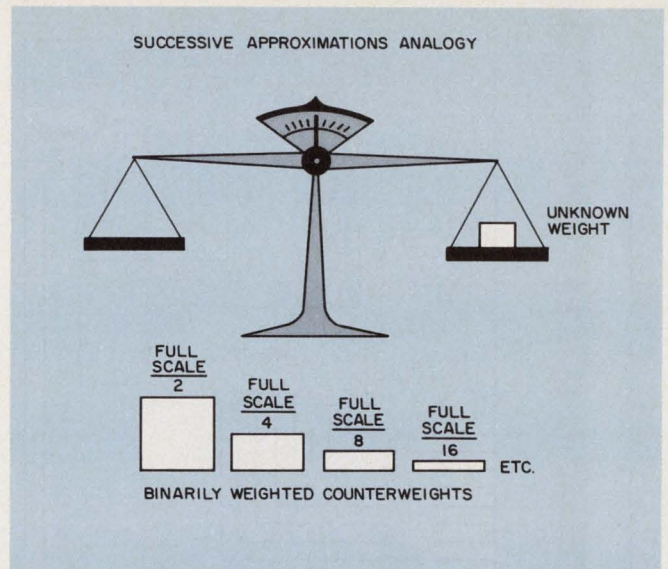 SUCCESSIVE APPROXIMATIONS ANALOGY
UNKNOWN
WEIGHT
FULL
SCALE
2
FULL
SCALE
4
FULL
SCALE
8
FULL
SCALE
16
ETC.
BINARILY WEIGHTED COUNTERWEIGHTS